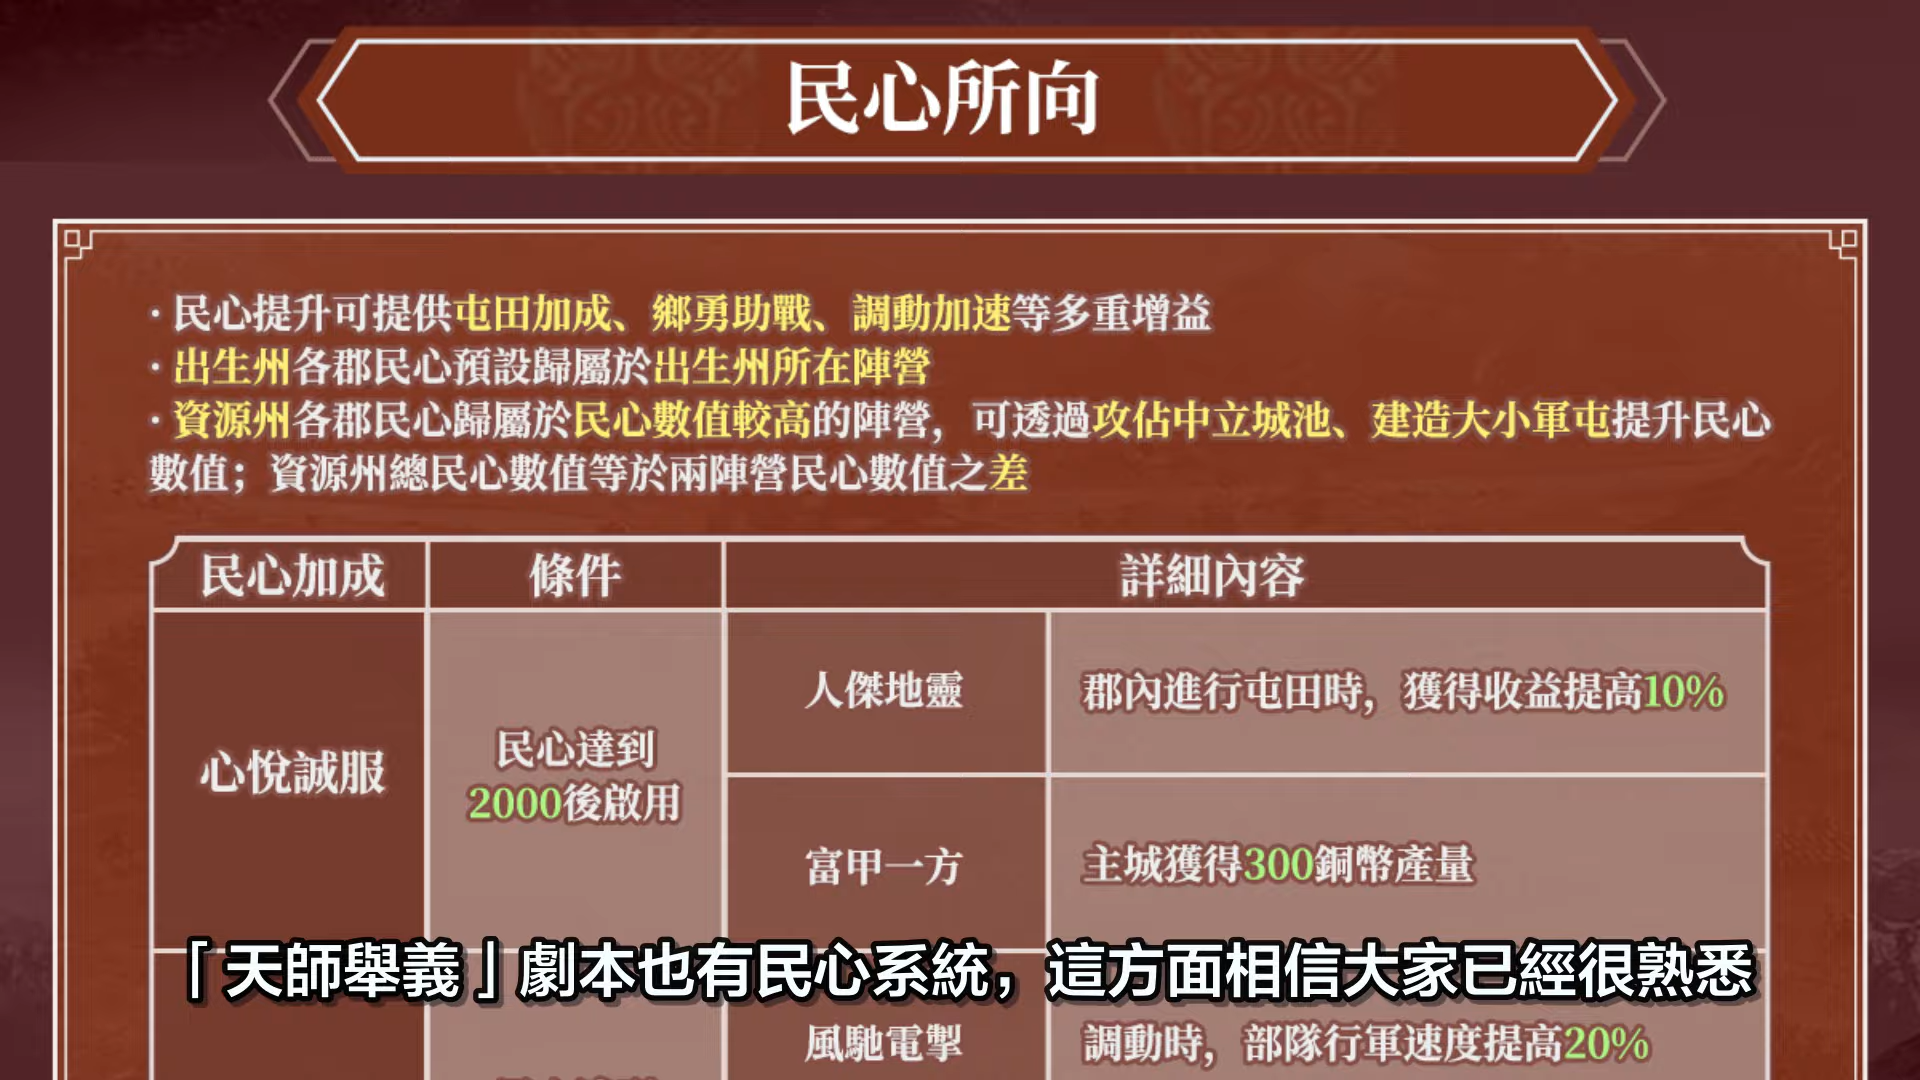 民心所向
· 民心提升可提供屯田加成、鄉勇助戰、調動加速等多重增益
· 出生州各郡民心預設歸屬於出生州所在陣營
· 資源州各郡民心歸屬於民心數值較高的陣營，可透過攻佔中立城池、建造大小軍屯提升民心
數值；資源州總民心數值等於兩陣營民心數值之差
民心加成 條件 詳細內容
人傑地靈 郡內進行屯田時，獲得收益提高10%
心悅誠服
民心達到
2000後啟用
富甲一方 主城獲得300銅幣產量
「天師舉義」劇本也有民心系統，這方面相信大家已經很熟悉
風馳電掣 調動時，部隊行軍速度提高20%